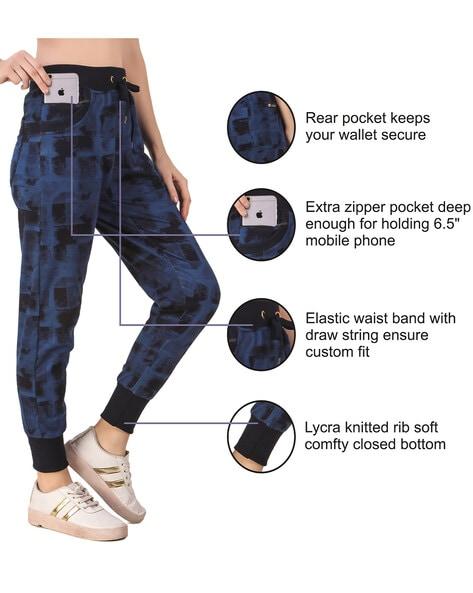 Rear pocket keeps
your wallet secure
Extra zipper pocket deep
enough for holding 6.5"
mobile phone
Elastic waist band with
draw string ensure
custom fit
Lycra knitted rib soft
comfty closed bottom